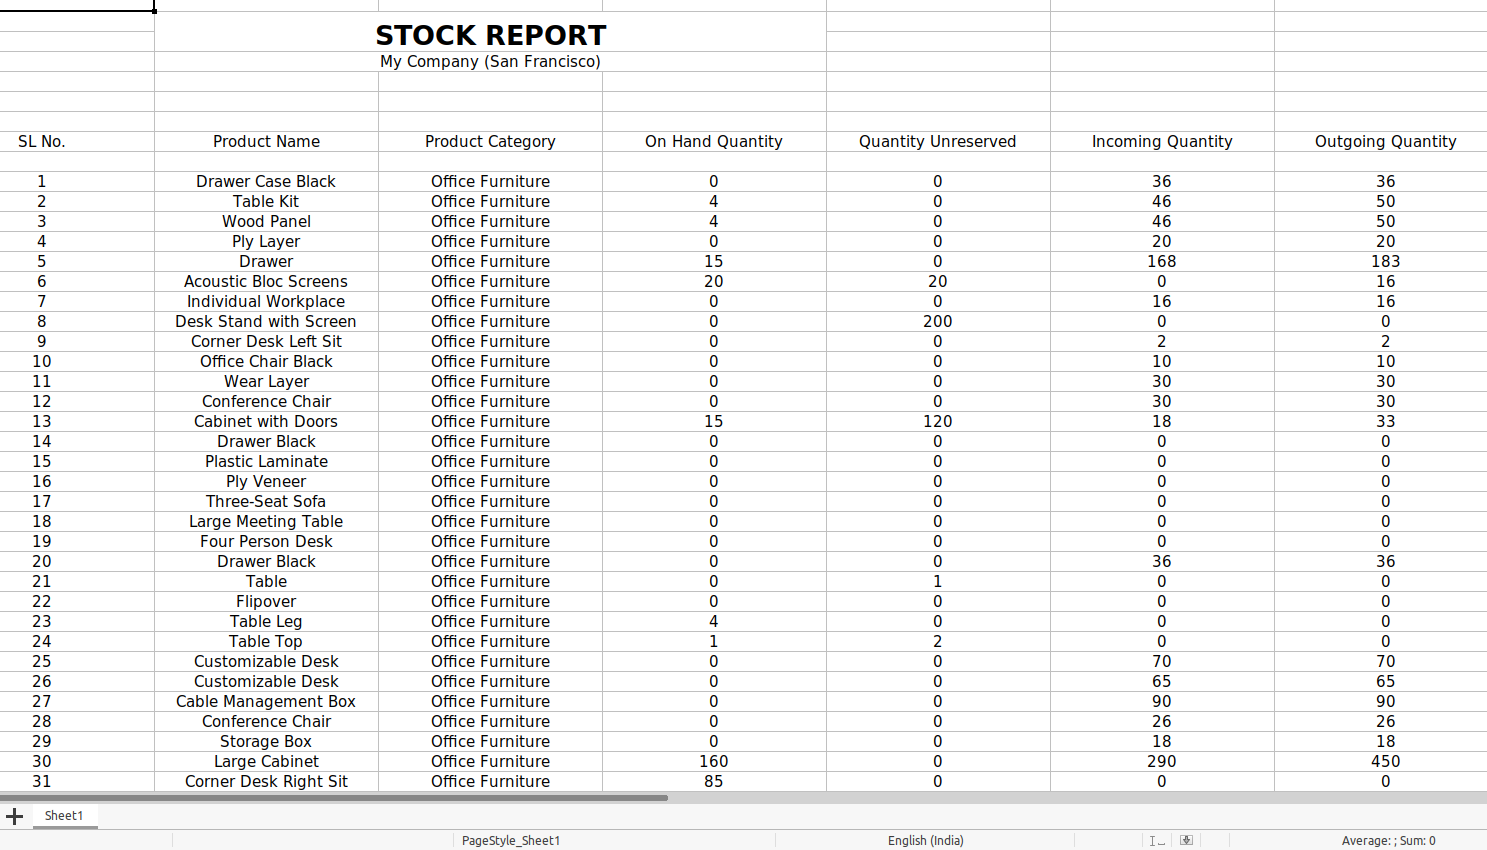 STOCK REPORT
My Company (San Francisco)
SL No. Product Name Product Category On Hand Quantity Quantity Unreserved Incoming Quantity Outgoing Quantity
1 Drawer Case Black Office Furniture 0 0 36 36
2 Table Kit Office Furniture 4 0 46 50
3 Wood Panel Office Furniture 4 0 46 50
4 Ply Layer Office Furniture 0 0 20 20
5 Drawer Office Furniture 15 0 168 183
6 Acoustic Bloc Screens Office Furniture 20 20 0 16
7 Individual Workplace Office Furniture 0 0 16 16
8 Desk Stand with Screen Office Furniture 0 200 0 0
9 Corner Desk Left Sit Office Furniture 0 0 2 2
10 Office Chair Black Office Furniture 0 0 10 10
11 Wear Layer Office Furniture 0 0 30 30
12 Conference Chair Office Furniture 0 0 30 30
13 Cabinet with Doors Office Furniture 15 120 18 33
14 Drawer Black Office Furniture 0 0 0 0
15 Plastic Laminate Office Furniture 0 0 0 0
16 Ply Veneer Office Furniture 0 0 0 0
17 Three-Seat Sofa Office Furniture 0 0 0 0
18 Large Meeting Table Office Furniture 0 0 0 0
19 Four Person Desk Office Furniture 0 0 0 0
20 Drawer Black Office Furniture 0 0 36 36
21 Table Office Furniture 0 1 0 0
22 Flipover Office Furniture 0 0 0 0
23 Table Leg Office Furniture 4 0 0 0
24 Table Top Office Furniture 1 2 0 0
25 Customizable Desk Office Furniture 0 0 70 70
26 Customizable Desk Office Furniture 0 0 65 65
27 Cable Management Box Office Furniture 0 0 90 90
28 Conference Chair Office Furniture 0 0 26 26
29 Storage Box Office Furniture 0 0 18 18
30 Large Cabinet Office Furniture 160 0 290 450
31 Corner Desk Right Sit Office Furniture 85 0 0 0
Sheet1
PageStyle_Sheet1 English (India) Average: ; Sum: 0